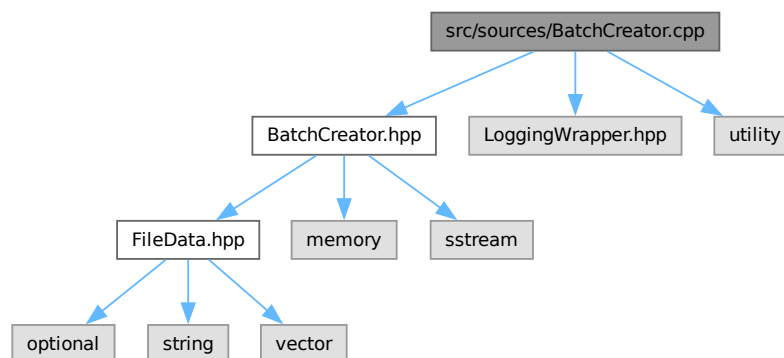 src/sources/BatchCreator.cpp
BatchCreator.hpp
LoggingWrapper.hpp
utility
FileData.hpp
memory
sstream
optional
string
vector